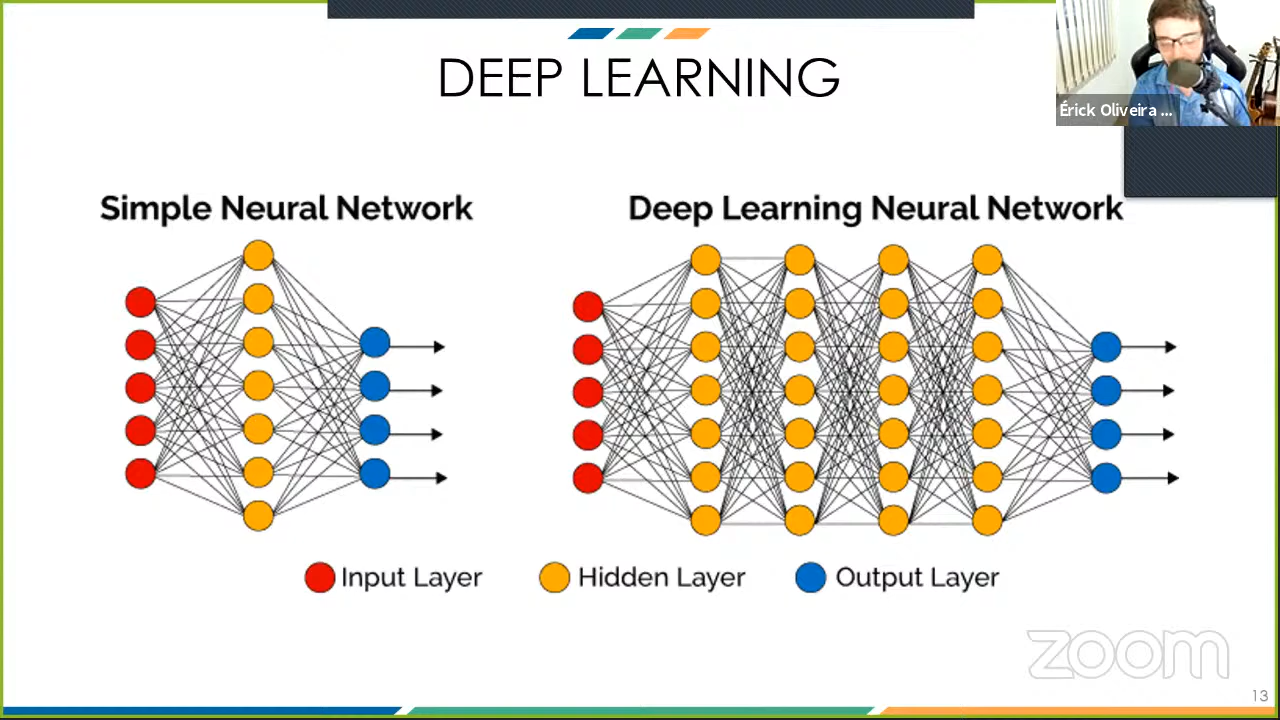 DEEP LEARNING
Érick Oliveira ...
Simple Neural Network
Deep Learning Neural Network
Input Layer
Hidden Layer
Output Layer
zoom
13